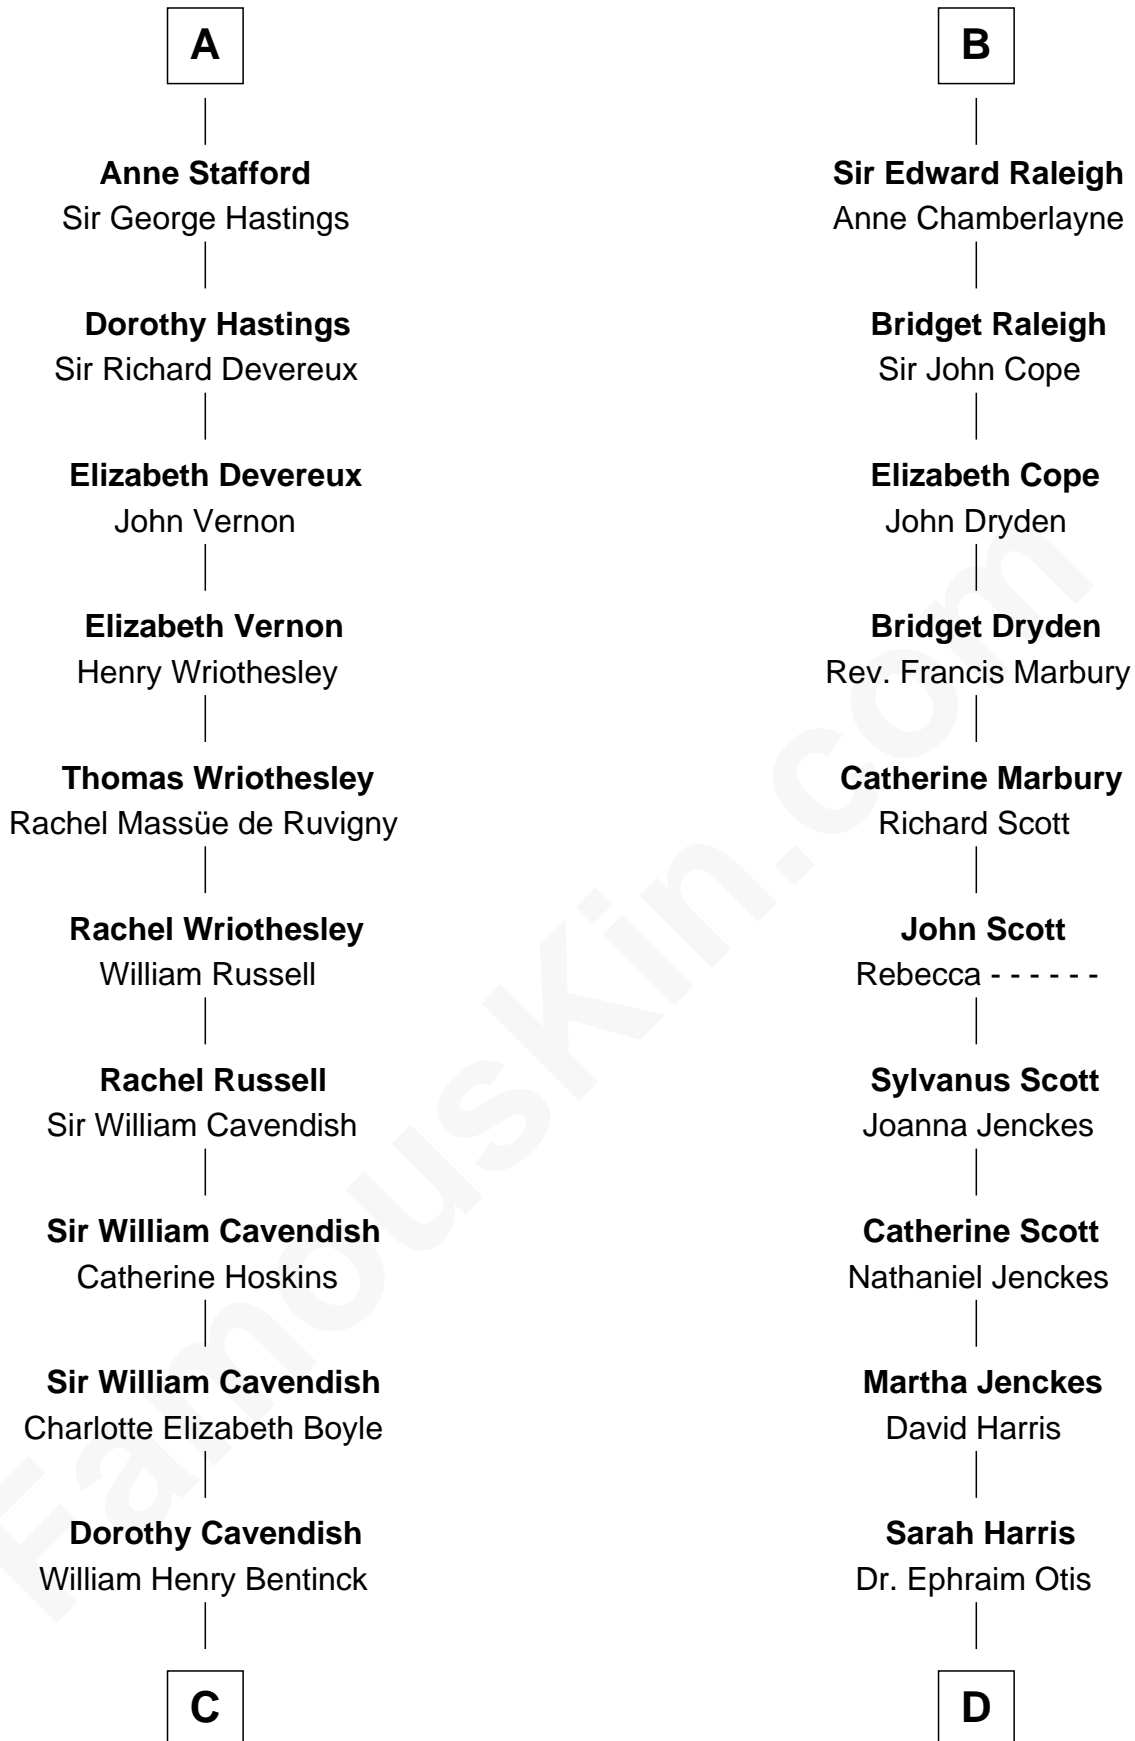 A
Anne Stafford
Sir George Hastings
Dorothy Hastings
Sir Richard Devereux
Elizabeth Devereux
John Vernon
Elizabeth Vernon
Henry Wriothesley
Thomas Wriothesley
Rachel Massüe de Ruvigny
Rachel Wriothesley
William Russell
Rachel Russell
Sir William Cavendish
Sir William Cavendish
Catherine Hoskins
Sir William Cavendish
Charlotte Elizabeth Boyle
Dorothy Cavendish
William Henry Bentinck
C
B
Sir Edward Raleigh
Anne Chamberlayne
Bridget Raleigh
Sir John Cope
Elizabeth Cope
John Dryden
Bridget Dryden
Rev. Francis Marbury
Catherine Marbury
Richard Scott
John Scott
Rebecca - - - - - -
Sylvanus Scott
Joanna Jenckes
Catherine Scott
Nathaniel Jenckes
Martha Jenckes
David Harris
Sarah Harris
Dr. Ephraim Otis
D
FamousKin.com